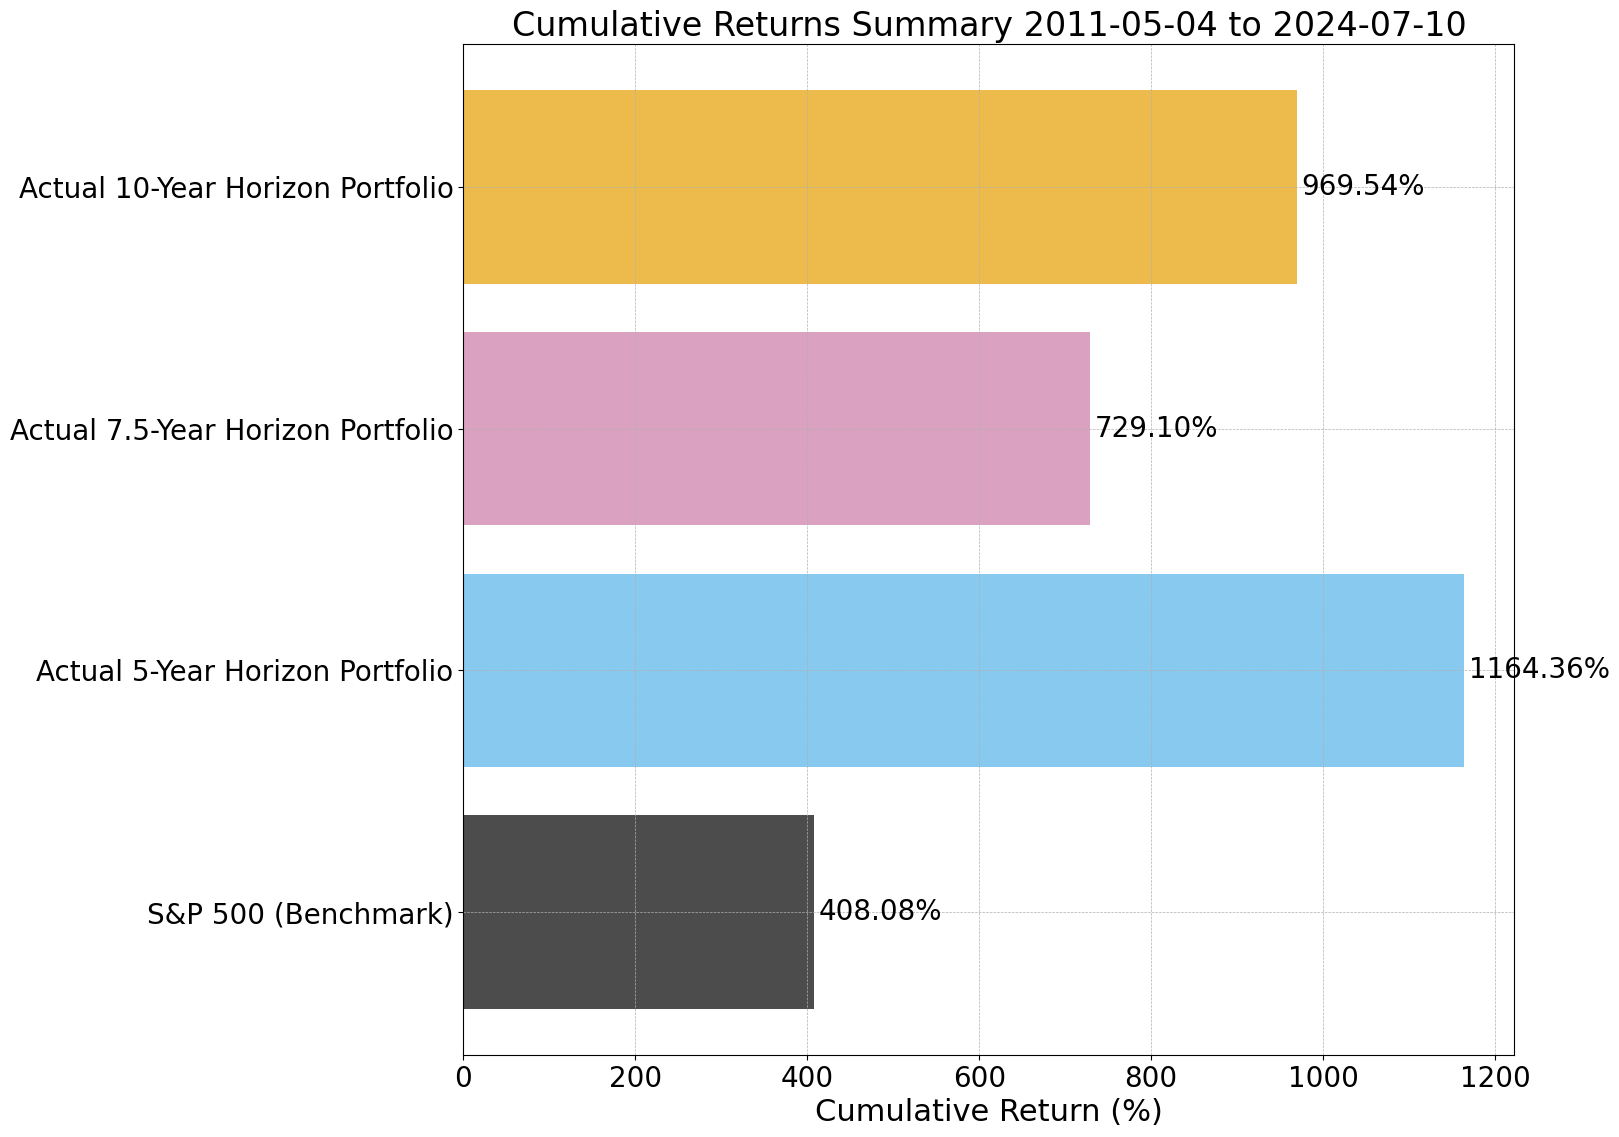 Cumulative Returns Summary 2011-05-04 to 2024-07-10
Actual 10-Year Horizon Portfolio
969.54%
Actual 7.5-Year Horizon Portfolio
729.10%
Actual 5-Year Horizon Portfolio
1164.36%
S&P 500 (Benchmark)
408.08%
0 200 400 600 800 1000 1200
Cumulative Return (%)